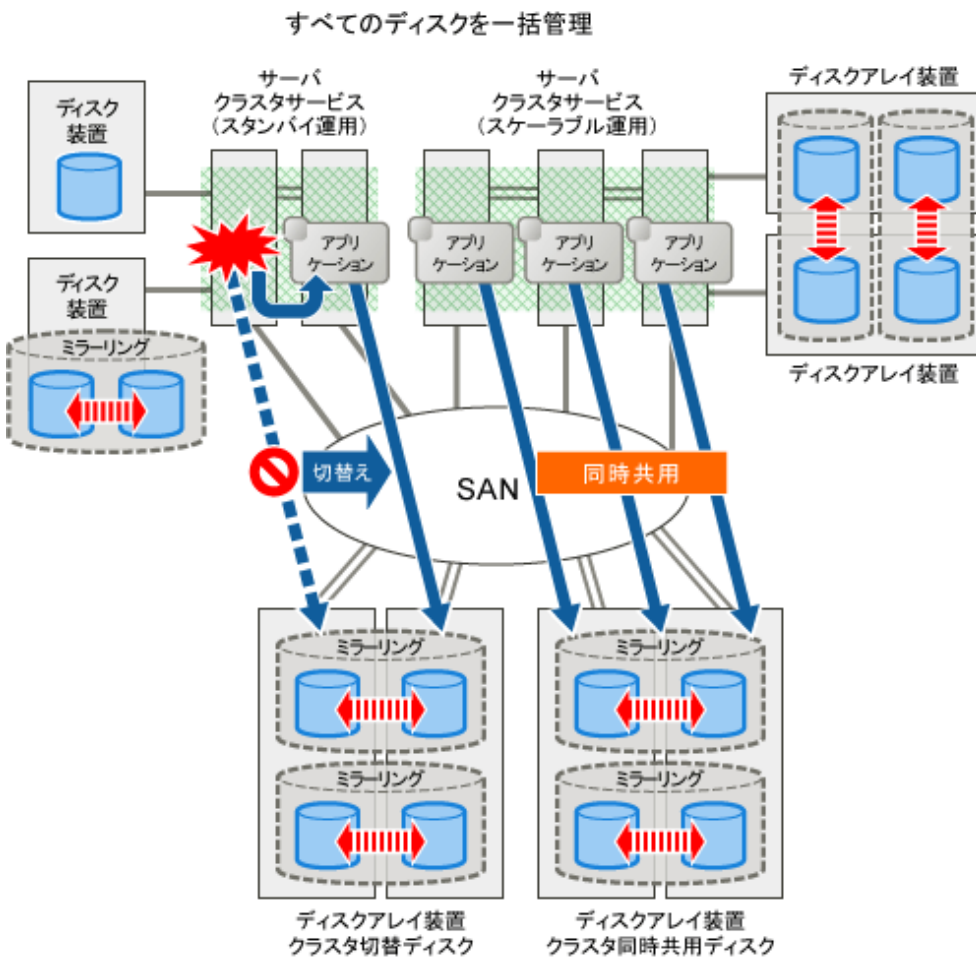 すべてのディスクを一括管理
ディスク
装置
サーバ
クラスタサービス
（スタンバイ運用）
サーバ
クラスタサービス
（スケーラブル運用）
ディスクアレイ装置
アプリ
ケーション
アプリ
ケーション
アプリ
ケーション
アプリ
ケーション
ディスク
装置
ミラーリング
ディスクアレイ装置
切替え
SAN
同時共用
ミラーリング
ミラーリング
ミラーリング
ミラーリング
ディスクアレイ装置
クラスタ切替ディスク
ディスクアレイ装置
クラスタ同時共用ディスク